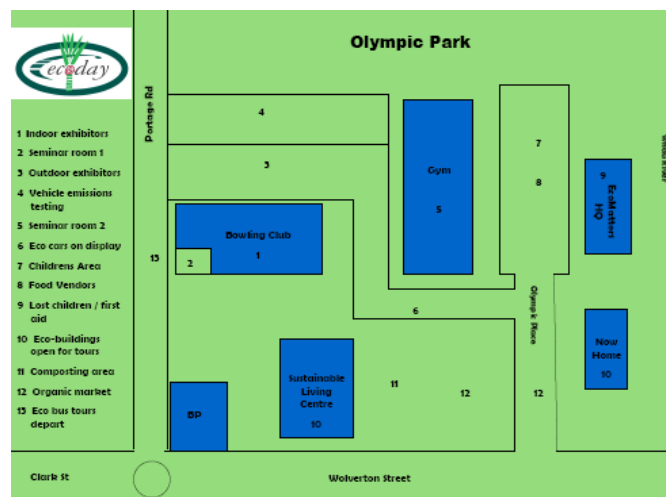 ecoday
Olympic Park
Portage Rd
1 Indoor exhibitors
2 Seminar room 1
3 Outdoor exhibitors
4 Vehicle emissions
testing
5 Seminar room 2
6 Eco cars on display
7 Childrens Area
8 Food Vendors
9 Lost children / first
aid
10 Eco-buildings
open for tours
11 Composting area
12 Organic market
13 Eco bus tours
depart
4
3
Gym
5
7
8
9
EcoMatters
HQ
Bowling Club
1
2
13
6
Olympic Place
Now
Home
10
Sustainable
Living
Centre
10
11
12
12
BP
Clark St
Wolverton Street